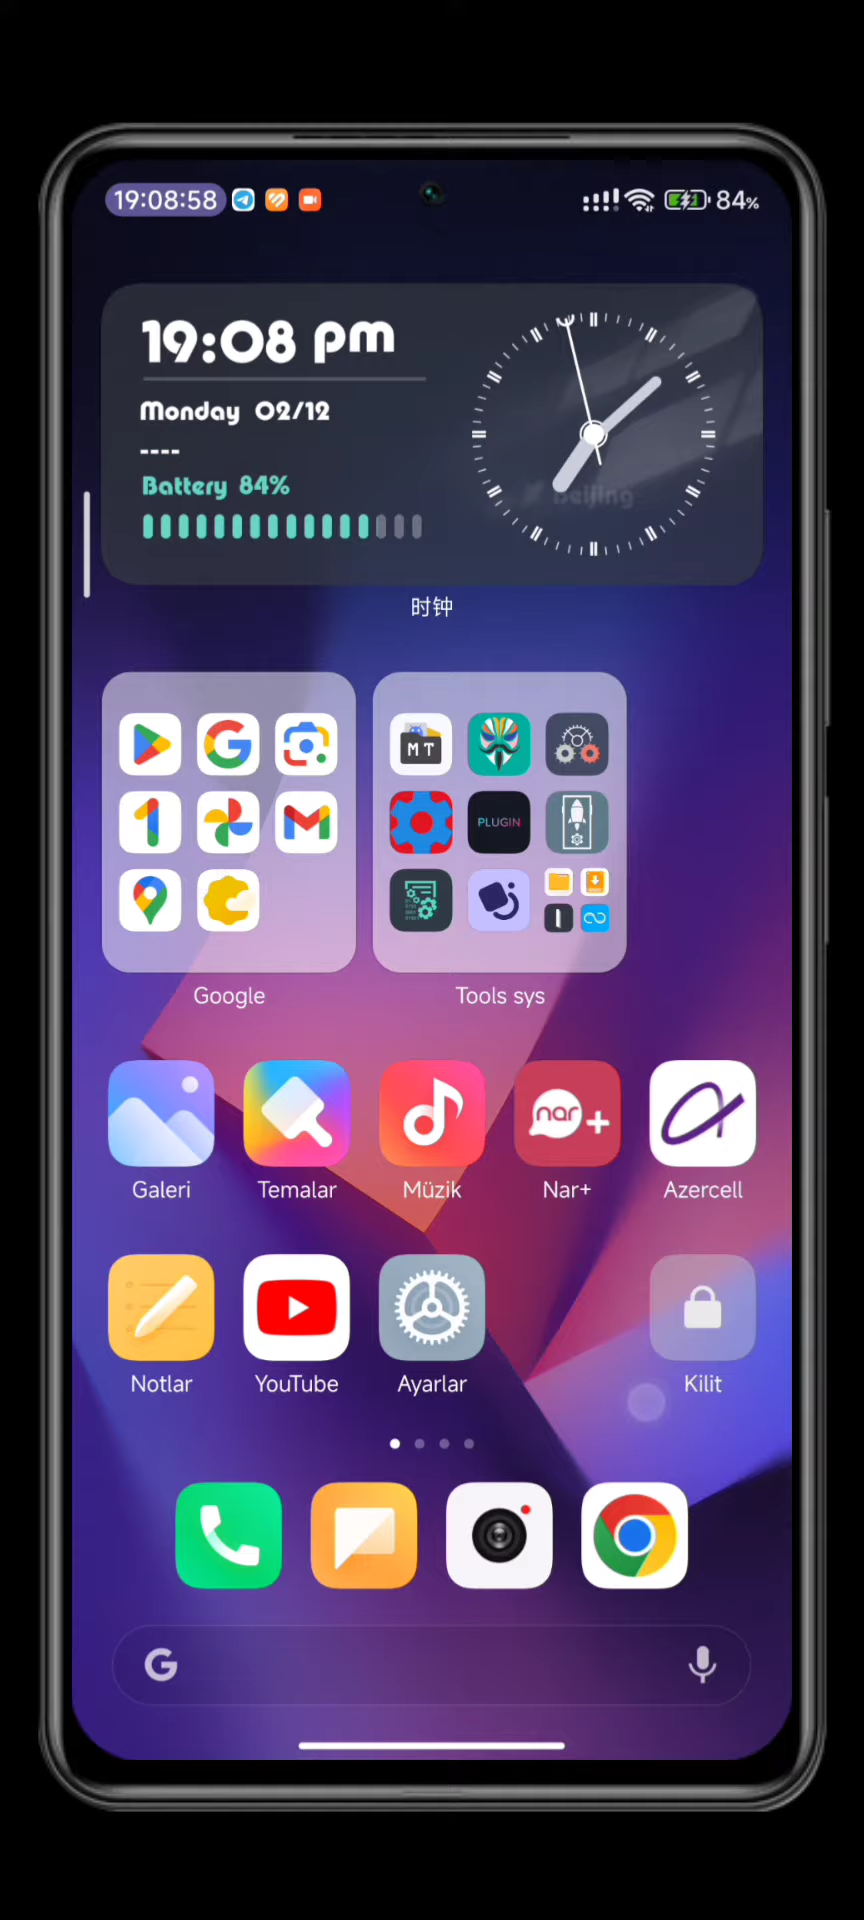 19:08:58
84%
19:08 pm
Monday 02/12
----
Battery 84%
Beijing
时钟
MT
PLUGIN
Google
Tools sys
nar+
Galeri
Temalar
Müzik
Nar+
Azercell
Notlar
YouTube
Ayarlar
Kilit